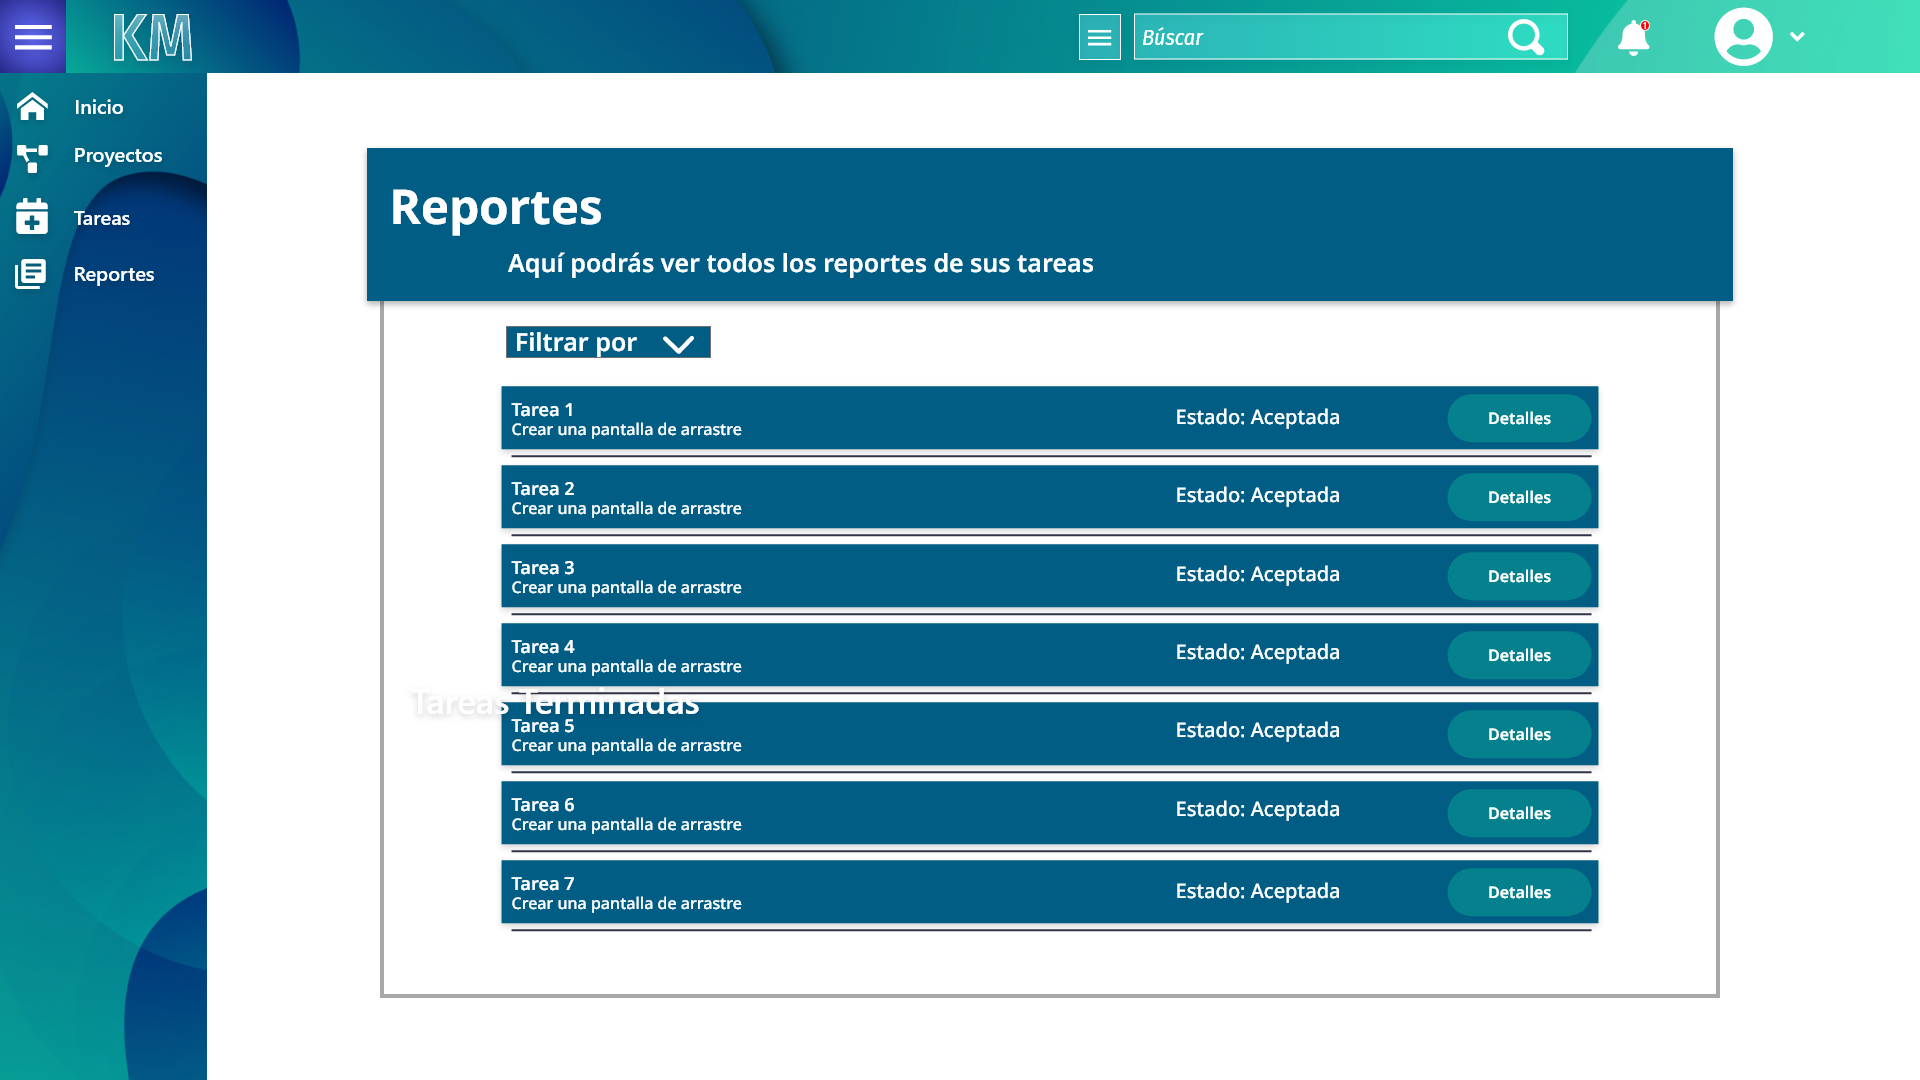 KM
Búscar
1
Inicio
Proyectos
Tareas
Reportes
Reportes
Aquí podrás ver todos los reportes de sus tareas
Filtrar por
Tarea 1
Crear una pantalla de arrastre
Estado: Aceptada
Detalles
Tarea 2
Crear una pantalla de arrastre
Estado: Aceptada
Detalles
Tarea 3
Crear una pantalla de arrastre
Estado: Aceptada
Detalles
Tarea 4
Crear una pantalla de arrastre
Estado: Aceptada
Detalles
Tareas Terminadas
Tarea 5
Crear una pantalla de arrastre
Estado: Aceptada
Detalles
Tarea 6
Crear una pantalla de arrastre
Estado: Aceptada
Detalles
Tarea 7
Crear una pantalla de arrastre
Estado: Aceptada
Detalles